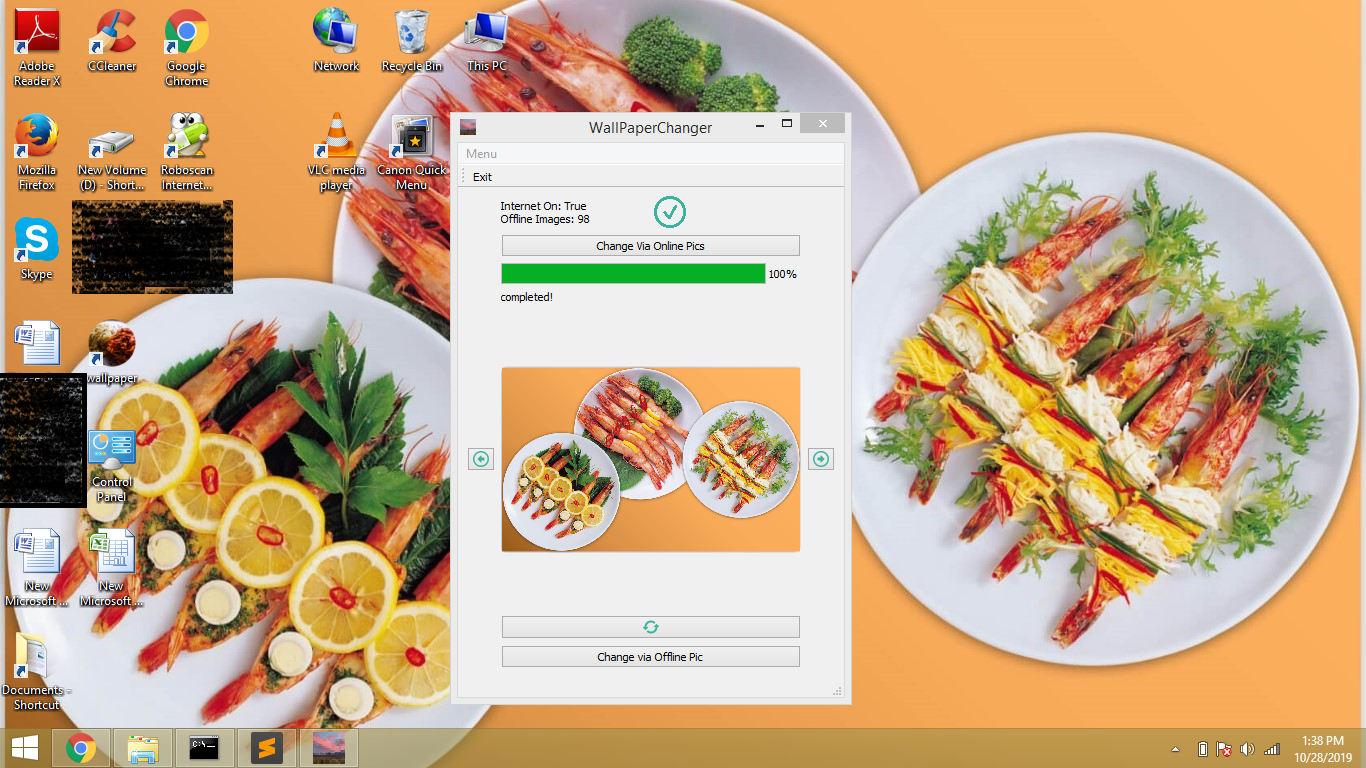 Adobe
Reader X
CCleaner
Google
Chrome
Network
Recycle Bin
This PC
Mozilla
Firefox
New Volume
(D) - Short...
Roboscan
Internet...
VLC media
player
Canon Quick
Menu
Skype
wallpaper
Control
Panel
New
Microsoft ...
New
Microsoft ...
Documents -
Shortcut
WallPaperChanger
Menu
Exit
Internet On: True
Offline Images: 98
Change Via Online Pics
100%
completed!
Change via Offline Pic
C:\_
1:38 PM
10/28/2019